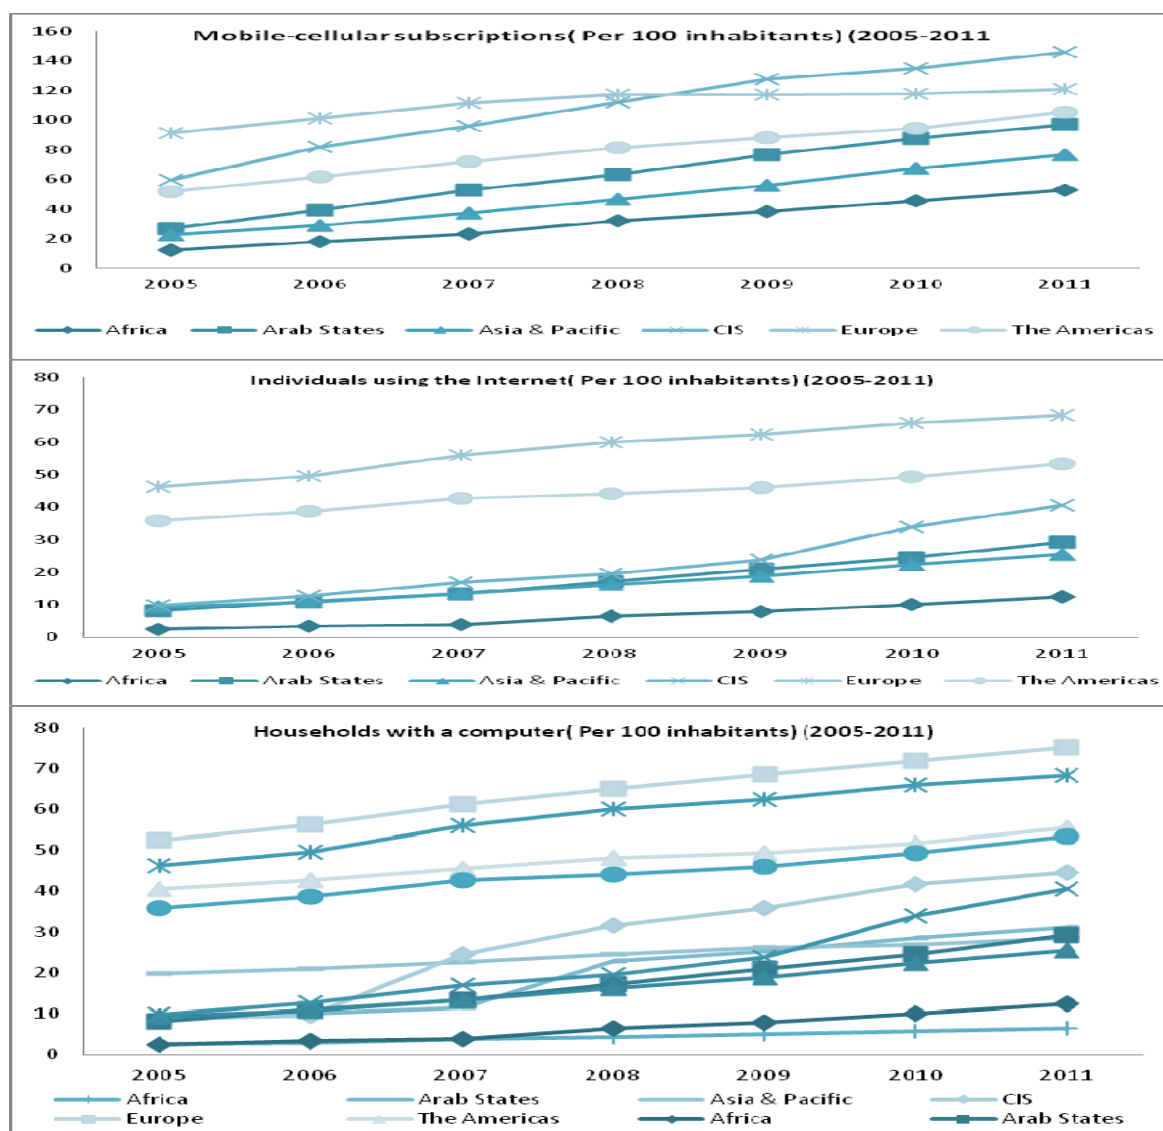 Mobile-cellular subscriptions( Per 100 inhabitants) (2005-2011
160
140
120
100
80
60
40
20
0
2005 2006 2007 2008 2009 2010 2011
Africa Arab States Asia & Pacific CIS Europe The Americas
Individuals using the Internet( Per 100 inhabitants) (2005-2011)
80
70
60
50
40
30
20
10
0
2005 2006 2007 2008 2009 2010 2011
Africa Arab States Asia & Pacific CIS Europe The Americas
Households with a computer( Per 100 inhabitants) (2005-2011)
80
70
60
50
40
30
20
10
0
2005 2006 2007 2008 2009 2010 2011
Africa Arab States Asia & Pacific CIS
Europe The Americas Africa Arab States